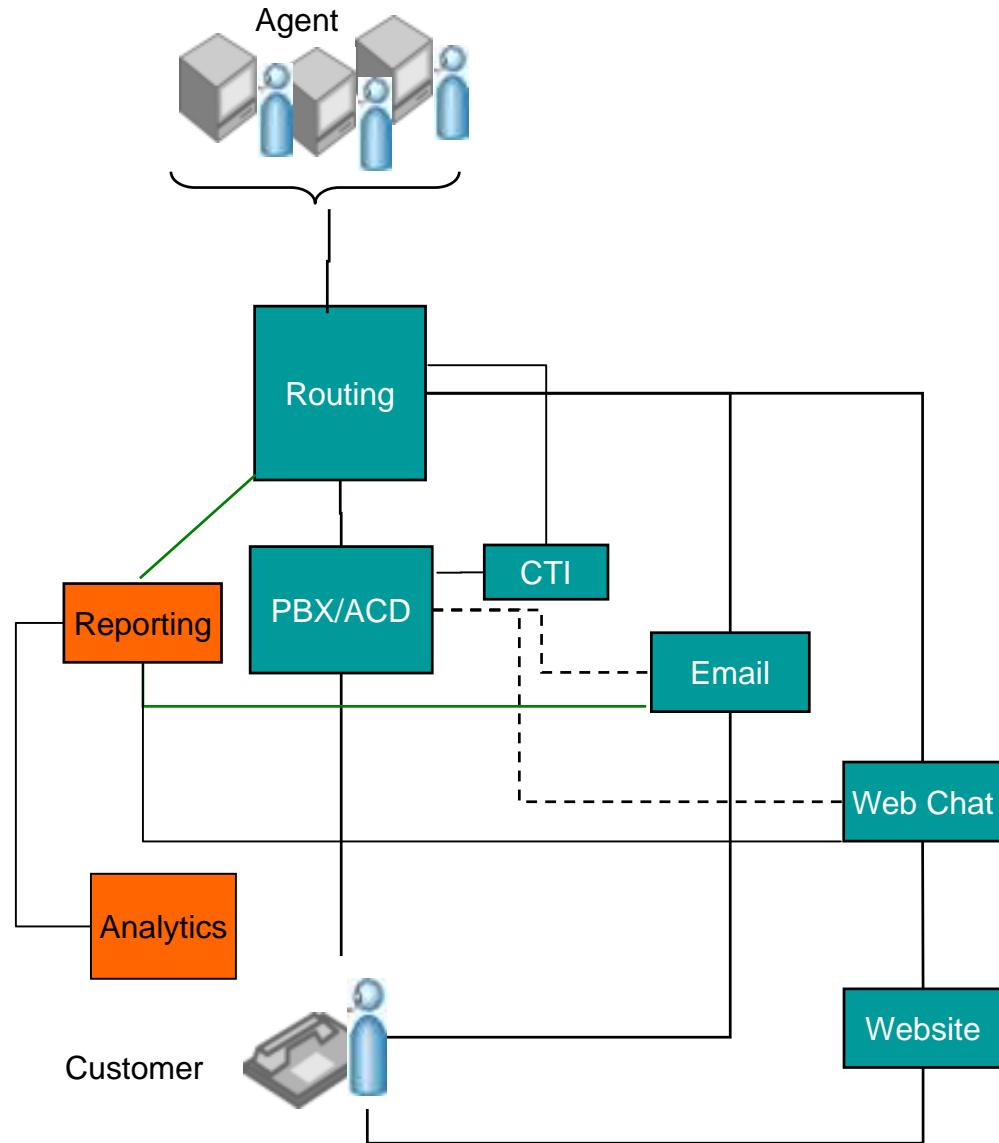 Agent
Routing
CTI
PBX/ACD
Reporting
Email
Web Chat
Analytics
Website
Customer